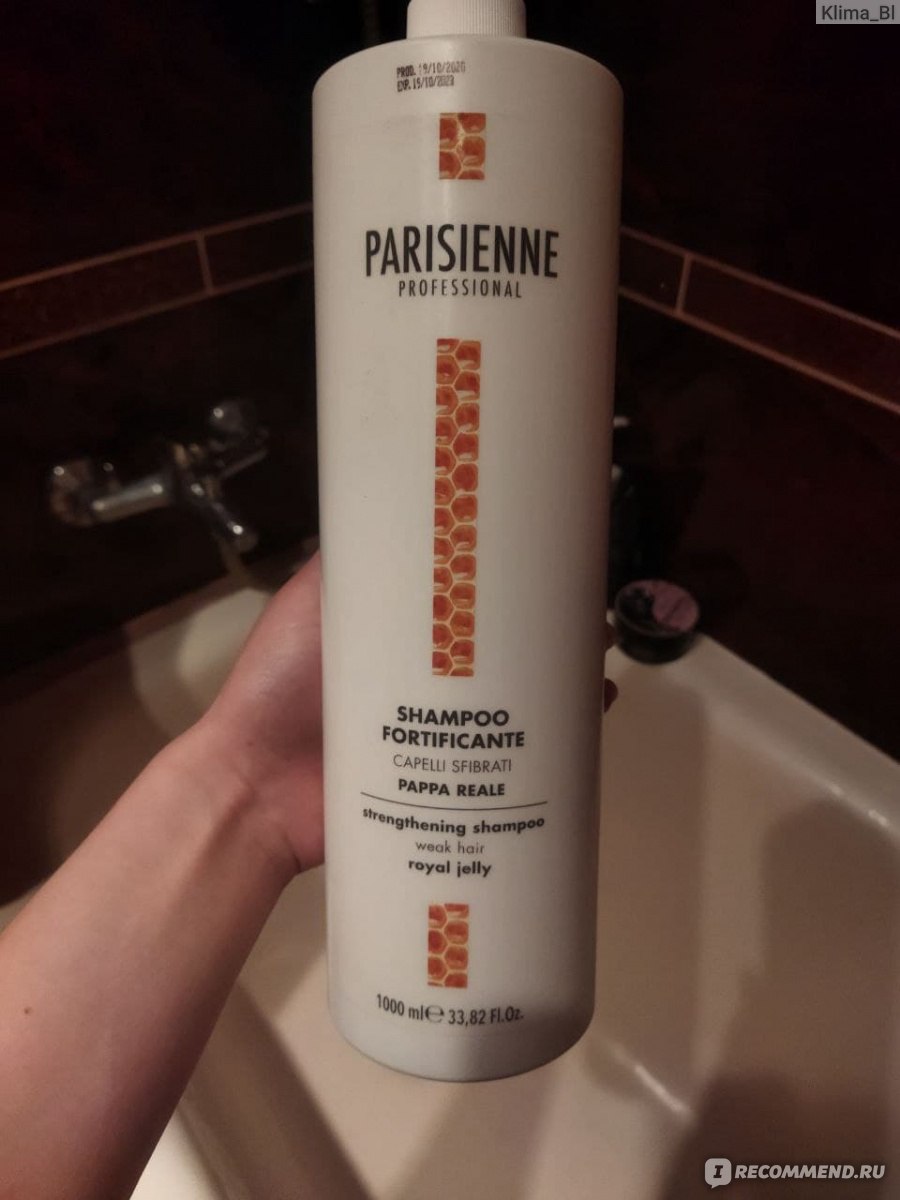 Klima_Bl
PROD. 19/10/2020
EXP. 19/10/2023
PARISIENNE
PROFESSIONAL
SHAMPOO
FORTIFICANTE
CAPELLI SFIBRATI
PAPPA REALE
strengthening shampoo
weak hair
royal jelly
1000 ml℮ 33,82 Fl.Oz.
IRECOMMEND.RU